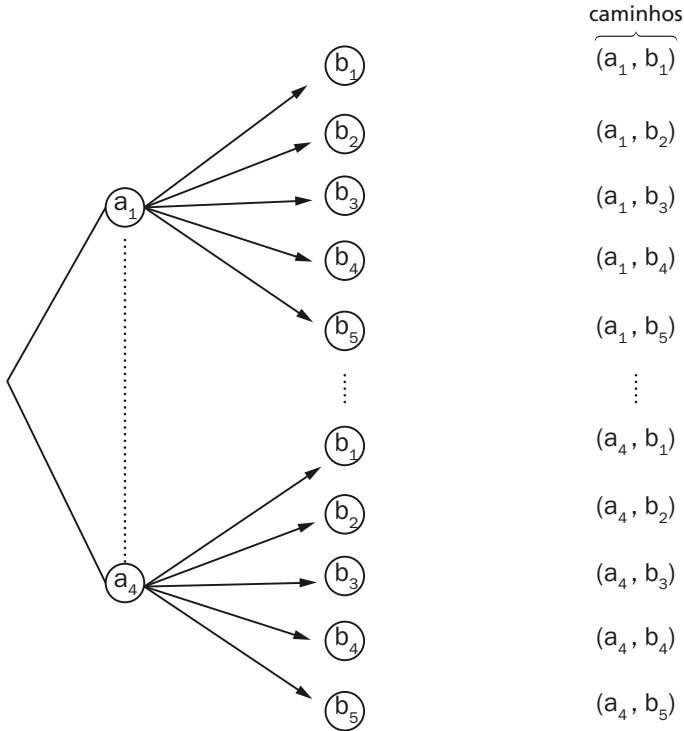 caminhos
b₁ (a₁, b₁)
b₂ (a₁, b₂)
a₁ b₃ (a₁, b₃)
b₄ (a₁, b₄)
b₅ (a₁, b₅)
b₁ (a₄, b₁)
b₂ (a₄, b₂)
a₄ b₃ (a₄, b₃)
b₄ (a₄, b₄)
b₅ (a₄, b₅)